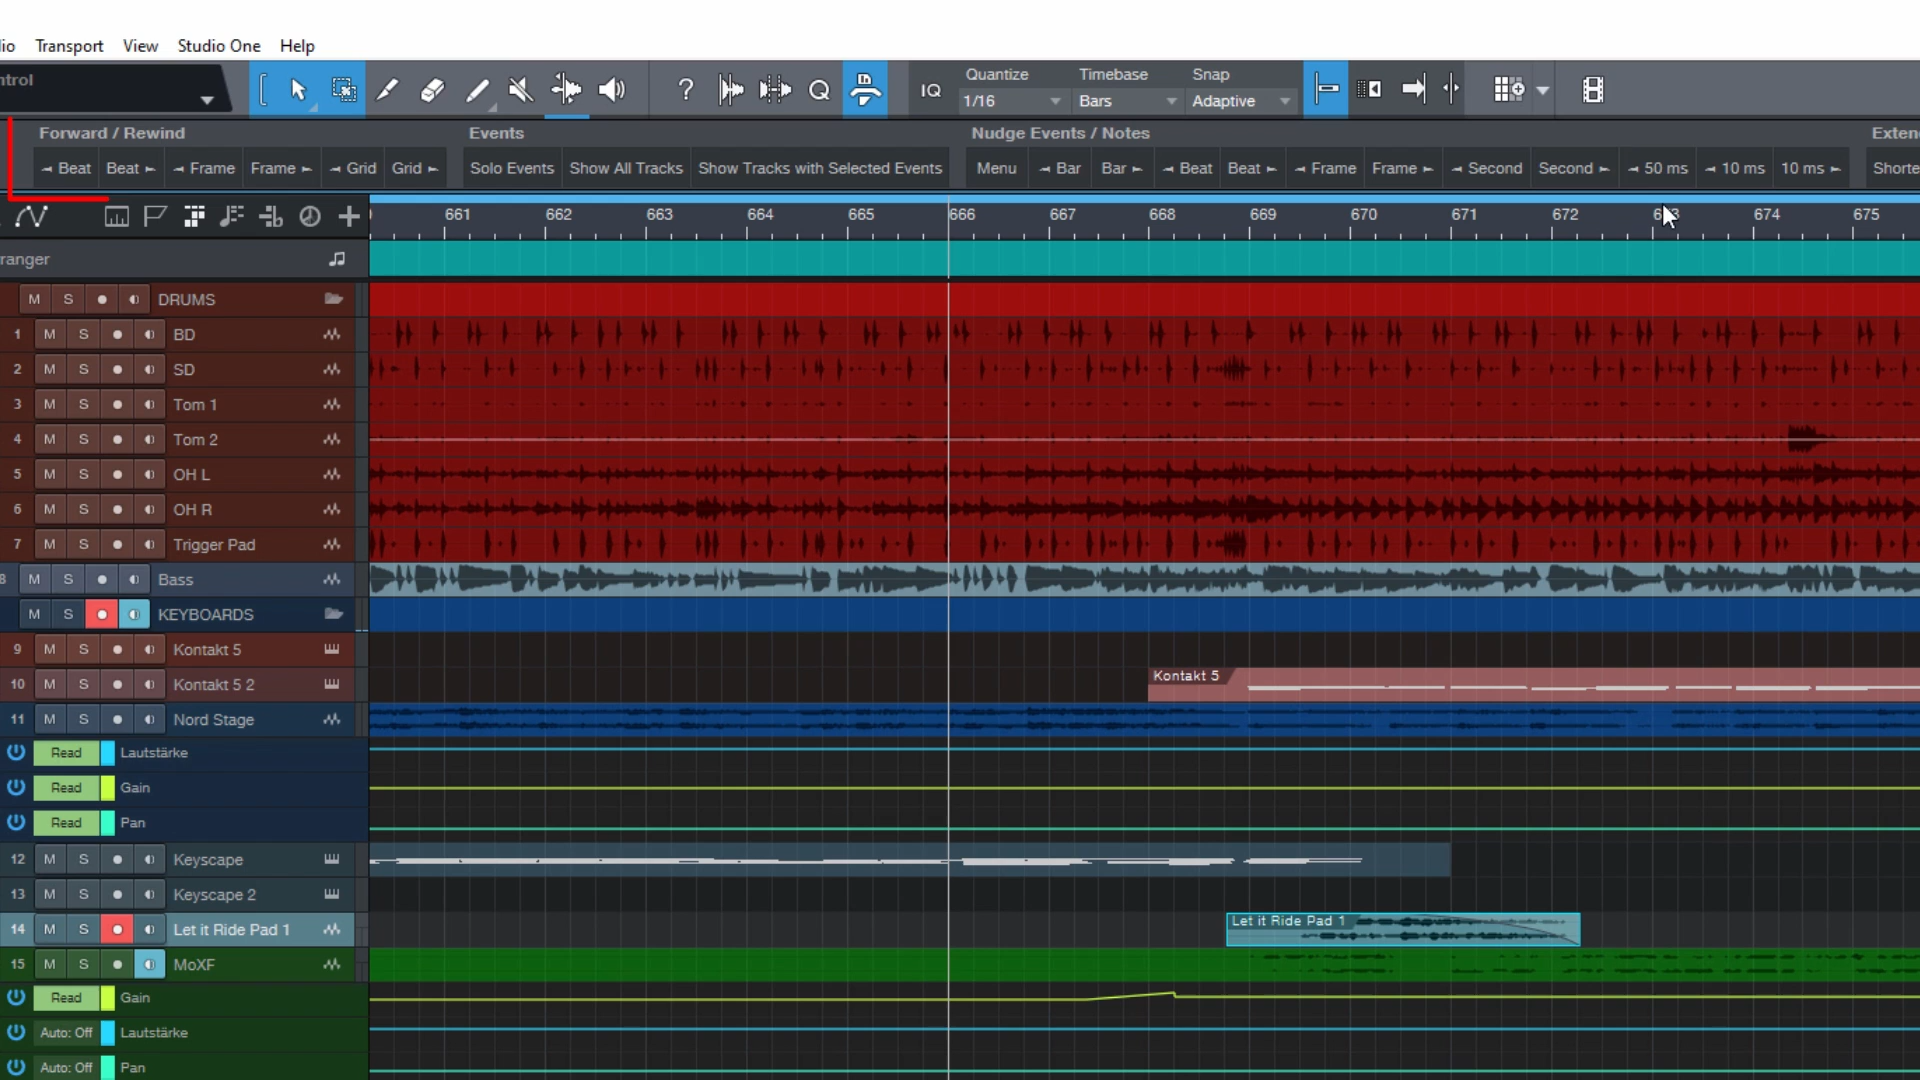 io Transport View Studio One Help
ntrol
IQ Quantize Timebase Snap
1/16 Bars Adaptive
Forward / Rewind Events Nudge Events / Notes Exten
Beat Beat Frame Frame Grid Grid Solo Events Show All Tracks Show Tracks with Selected Events Menu Bar Bar Beat Beat Frame Frame Second Second 50 ms 10 ms 10 ms Shorte
661 662 663 664 665 666 667 668 669 670 671 672 674 675
ranger
M S DRUMS
1 M S BD
2 M S SD
3 M S Tom 1
4 M S Tom 2
5 M S OH L
6 M S OH R
7 M S Trigger Pad
8 M S Bass
M S KEYBOARDS
9 M S Kontakt 5
10 M S Kontakt 5 2 Kontakt 5
11 M S Nord Stage
Read Lautstärke
Read Gain
Read Pan
12 M S Keyscape
13 M S Keyscape 2
14 M S Let it Ride Pad 1 Let it Ride Pad 1
15 M S MoXF
Read Gain
Auto: Off Lautstärke
Auto: Off Pan